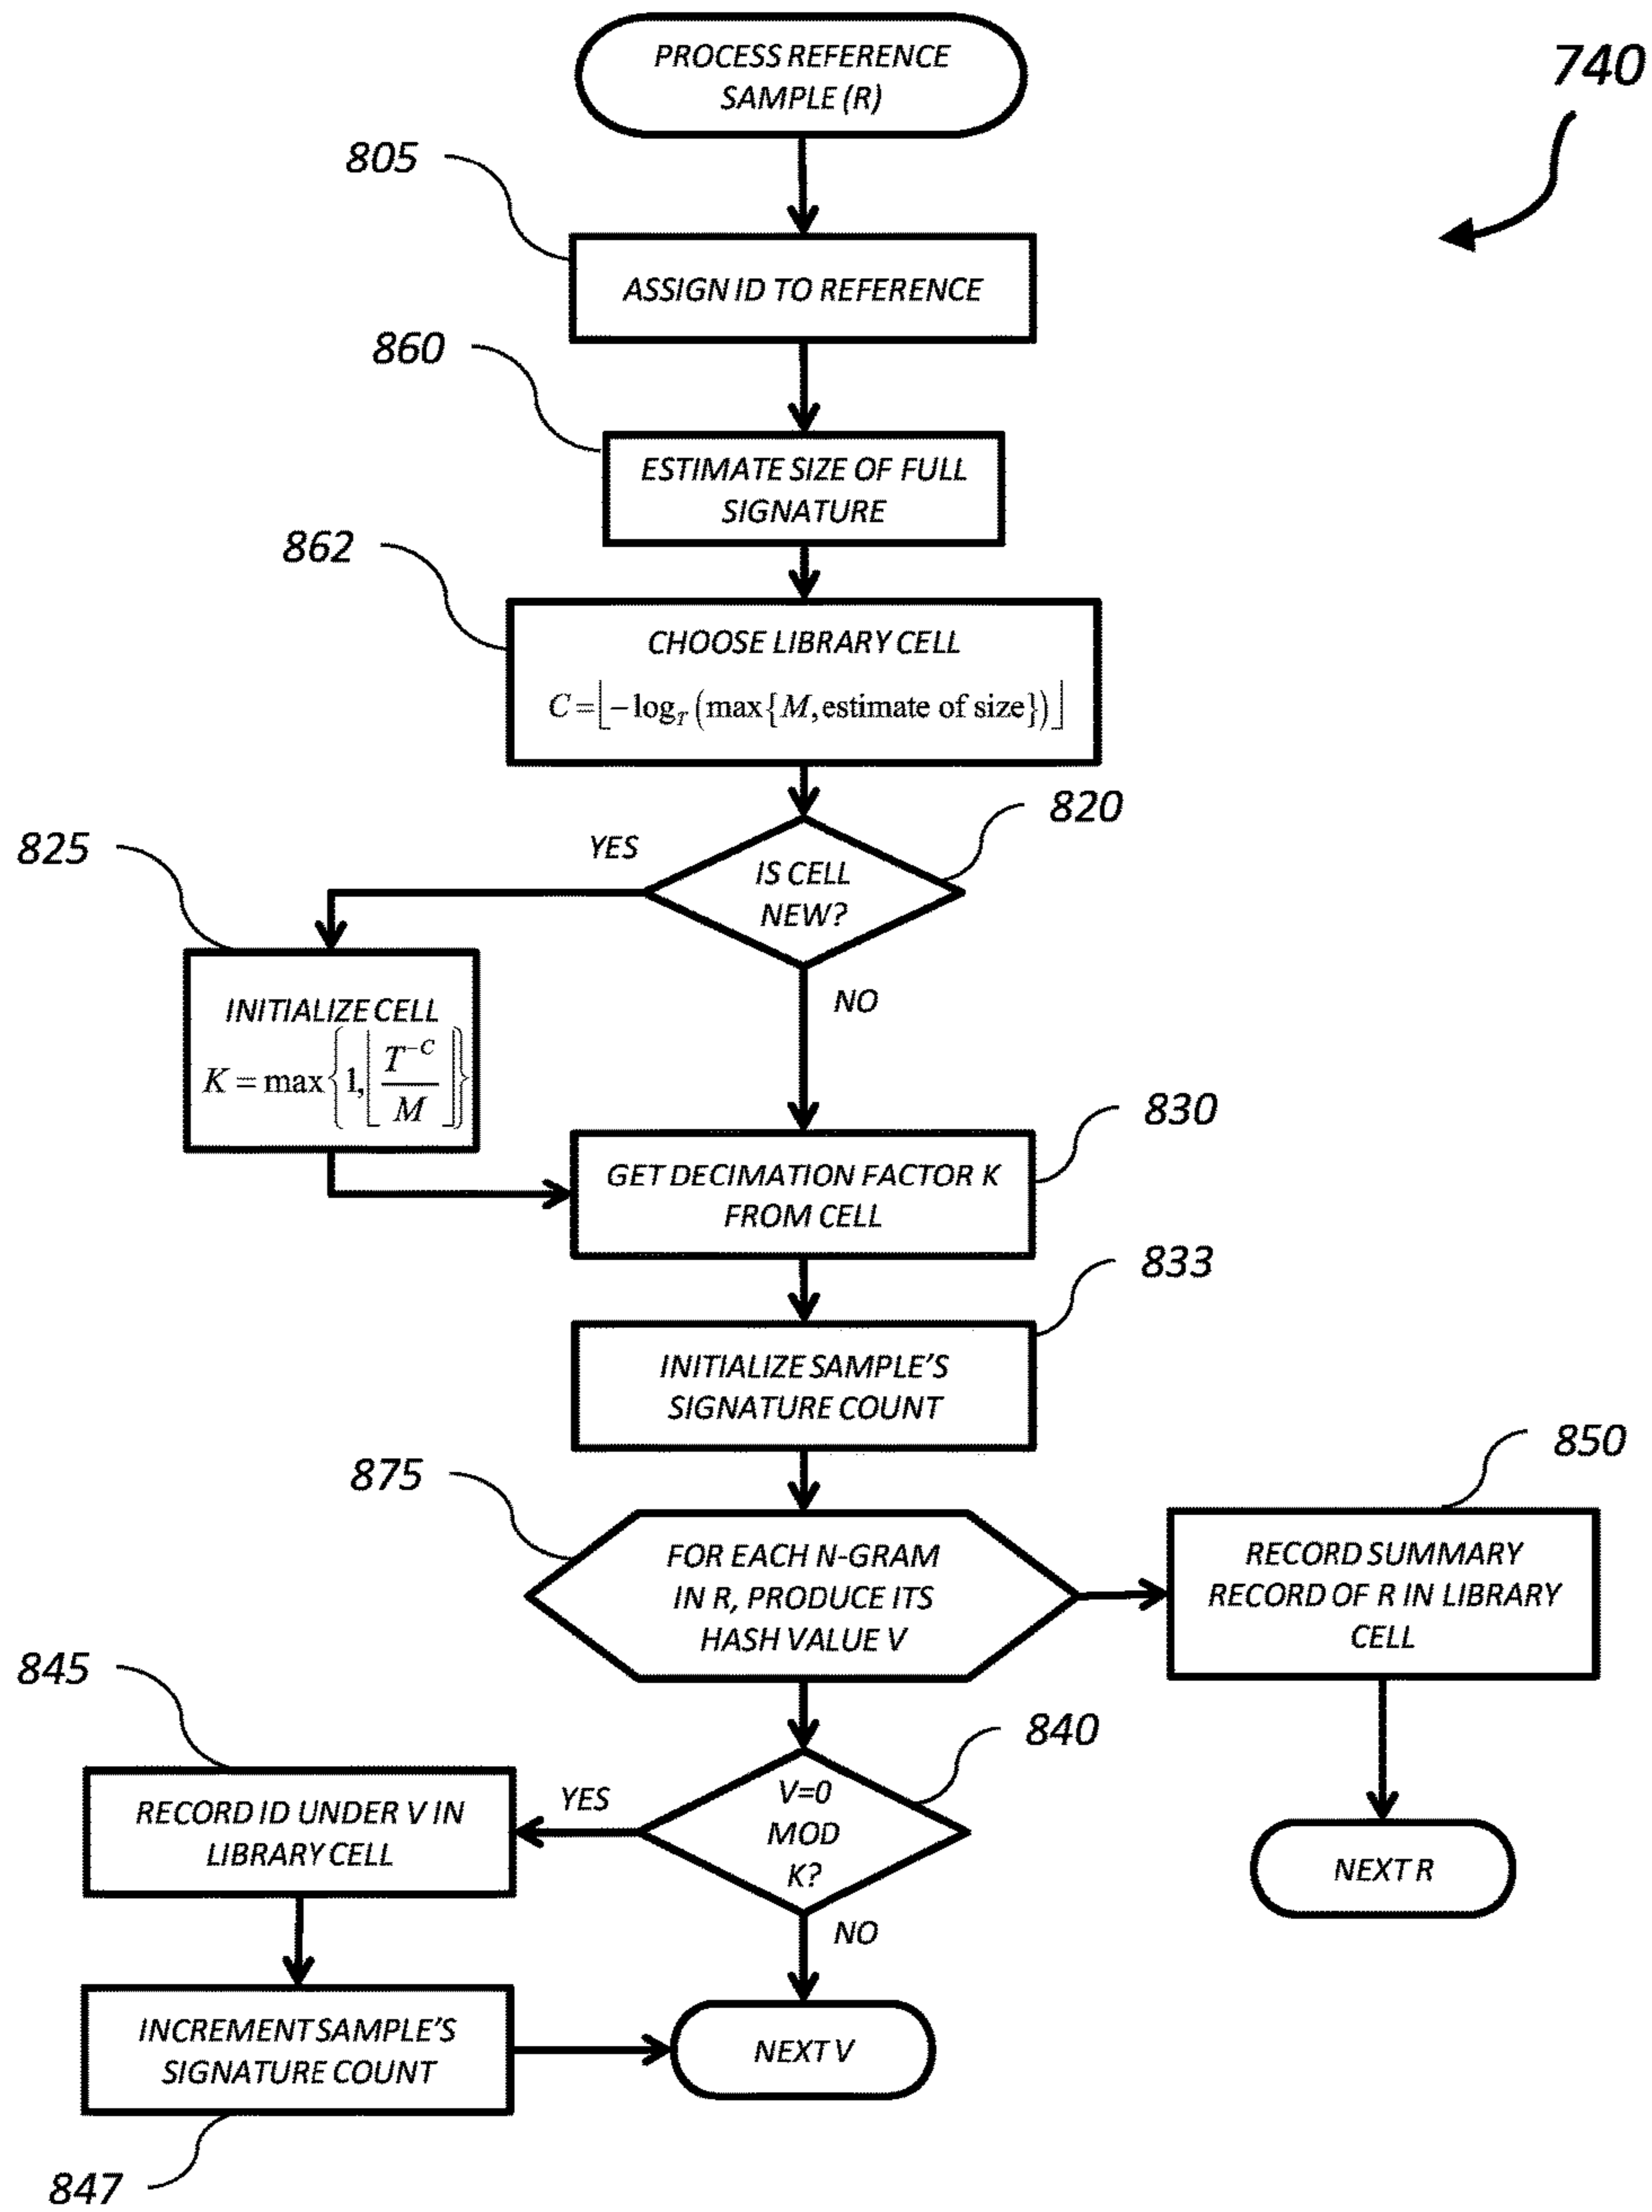 PROCESS REFERENCE
SAMPLE (R)
740
805
ASSIGN ID TO REFERENCE
860
ESTIMATE SIZE OF FULL
SIGNATURE
862
CHOOSE LIBRARY CELL
C=⌊−log_T(max{M,estimate of size})⌋
820
825
YES
IS CELL
NEW?
NO
INITIALIZE CELL
K = max{1,⌊T^−C/M⌋}
830
GET DECIMATION FACTOR K
FROM CELL
833
INITIALIZE SAMPLE'S
SIGNATURE COUNT
850
875
FOR EACH N-GRAM
IN R, PRODUCE ITS
HASH VALUE V
RECORD SUMMARY
RECORD OF R IN LIBRARY
CELL
845
840
RECORD ID UNDER V IN
LIBRARY CELL
YES
V=0
MOD
K?
NO
NEXT R
INCREMENT SAMPLE'S
SIGNATURE COUNT
NEXT V
847